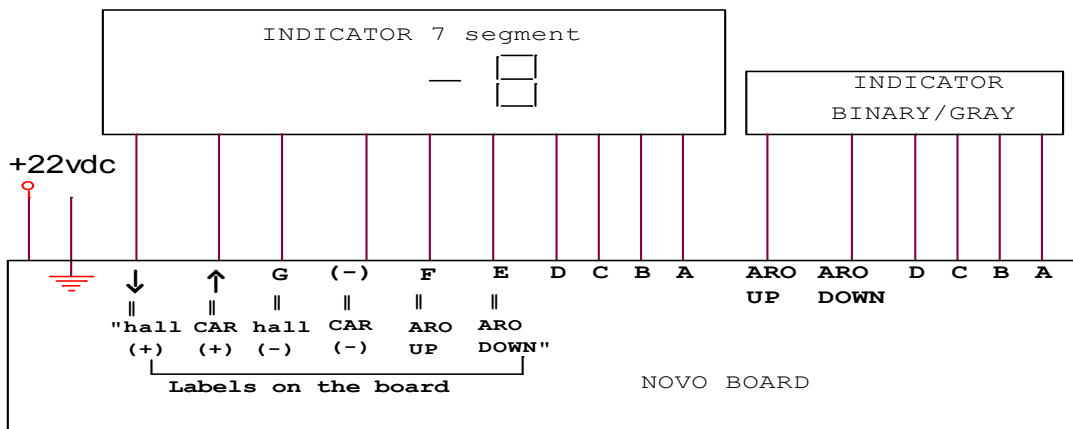 INDICATOR 7 segment
INDICATOR
BINARY/GRAY
+22vdc
↓ ↑ G (-) F E D C B A ARO ARO D C B A
UP DOWN
"hall CAR hall CAR ARO ARO
(+) (+) (-) (-) UP DOWN"
Labels on the board
NOVO BOARD